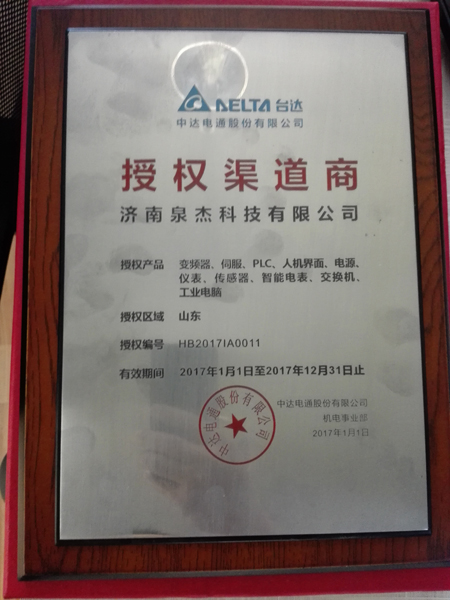 DELTA 台达
中达电通股份有限公司
授权渠道商
济南泉杰科技有限公司
授权产品 变频器、伺服、PLC、人机界面、电源、
仪表、传感器、智能电表、交换机、
工业电脑
授权区域 山东
授权编号 HB2017IA0011
有效期间 2017年1月1日至2017年12月31日止
中达电通股份有限公司
机电事业部
2017年1月1日
中达电通股份有限公司